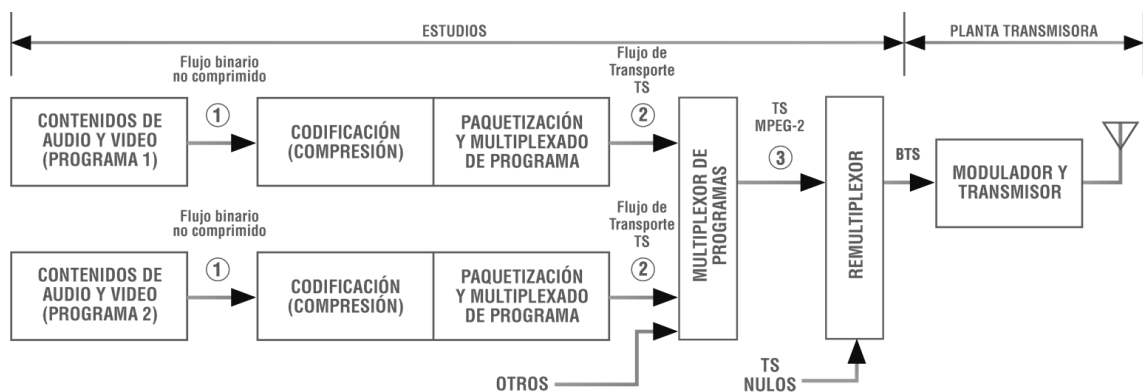 ESTUDIOS
PLANTA TRANSMISORA
Flujo binario
no comprimido
1
Flujo de
Transporte
TS
2
CONTENIDOS DE
AUDIO Y VIDEO
(PROGRAMA 1)
CODIFICACIÓN
(COMPRESIÓN)
PAQUETIZACIÓN
Y MULTIPLEXADO
DE PROGRAMA
MULTIPLEXOR DE
PROGRAMAS
TS
MPEG-2
3
REMULTIPLEXOR
BTS
MODULADOR Y
TRANSMISOR
Flujo binario
no comprimido
1
Flujo de
Transporte
TS
2
CONTENIDOS DE
AUDIO Y VIDEO
(PROGRAMA 2)
CODIFICACIÓN
(COMPRESIÓN)
PAQUETIZACIÓN
Y MULTIPLEXADO
DE PROGRAMA
OTROS
TS
NULOS